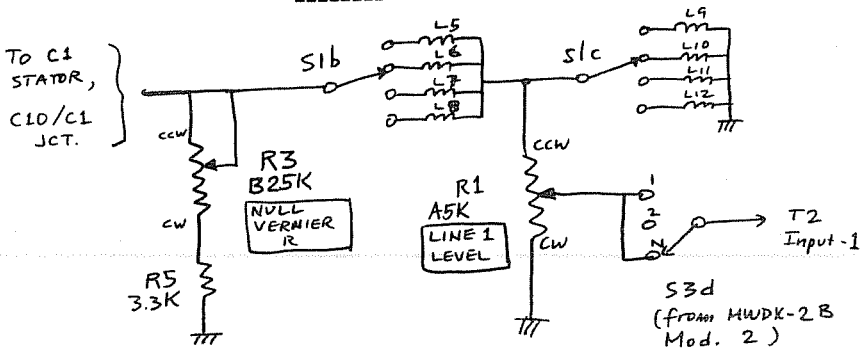 TO C1
STATOR,
C10/C1
JCT.
S1b
L5
L6
L7
L8
S1c
L9
L10
L11
L12
CCW
R3
B25K
NULL
VERNIER
R
CW
R5
3.3K
CCW
R1
A5K
LINE 1
LEVEL
CW
1
2
N
T2
Input-1
S3d
(from MWDK-2B
Mod. 2)